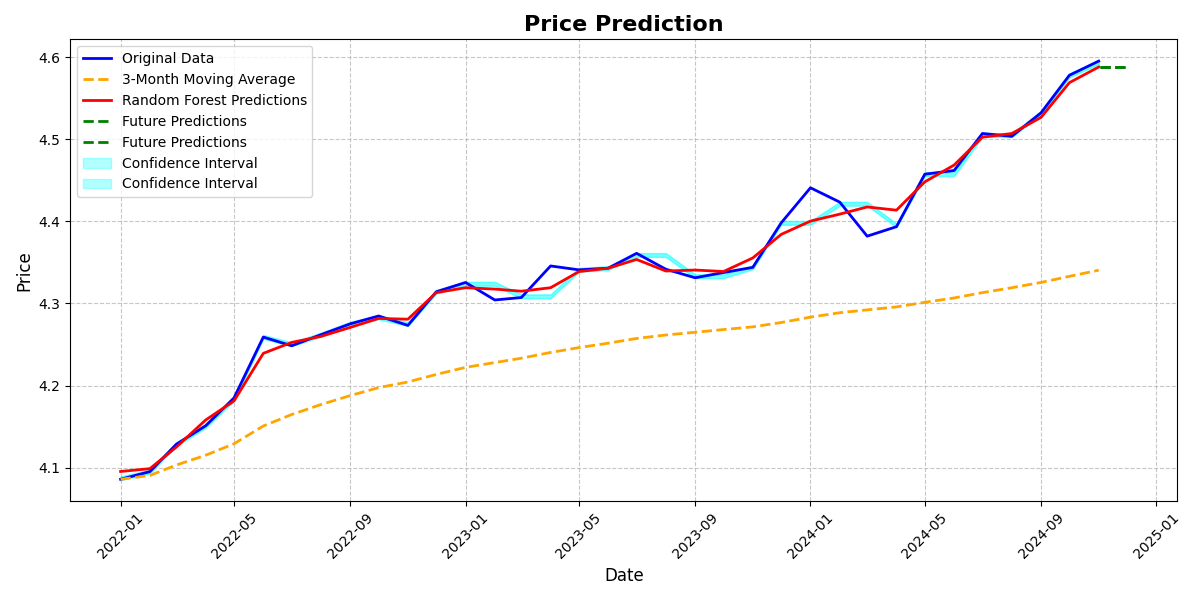 Price Prediction
Original Data
3-Month Moving Average
Random Forest Predictions
Future Predictions
Future Predictions
Confidence Interval
Confidence Interval
4.6
4.5
4.4
4.3
4.2
4.1
Price
2022-01
2022-05
2022-09
2023-01
2023-05
2023-09
2024-01
2024-05
2024-09
2025-01
Date